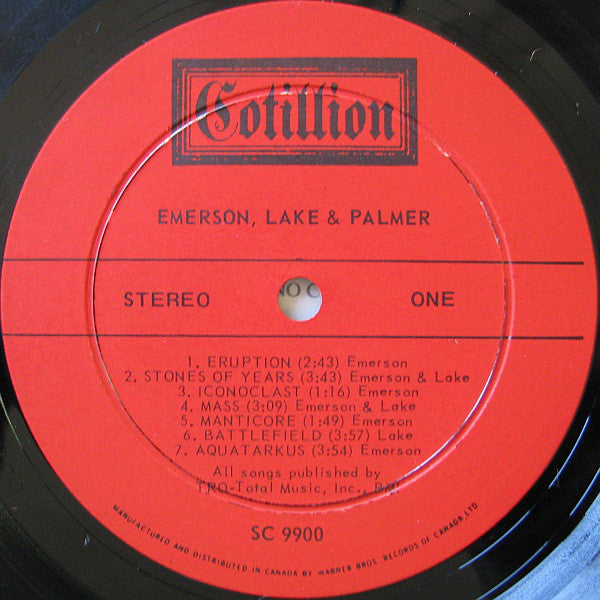 Cotillion
EMERSON, LAKE & PALMER
STEREO
NO C
ONE
1. ERUPTION (2:43) Emerson
2. STONES OF YEARS (3:43) Emerson & Lake
3. ICONOCLAST (1:16) Emerson
4. MASS (3:09) Emerson & Lake
5. MANTICORE (1:49) Emerson
6. BATTLEFIELD (3:57) Lake
7. AQUATARKUS (3:54) Emerson
All songs published by
TRO-Total Music, Inc.,
SC 9900
MANUFACTURED AND DISTRIBUTED IN CANADA BY WARNER BROS. RECORDS OF CANADA, LTD